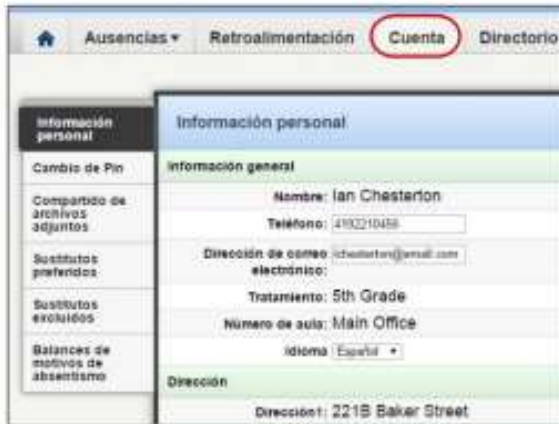 Ausencias Retroalimentación Cuenta Directorio
Información personal
Cambio de Pin
Compartido de archivos adjuntos
Sustitutos preferidos
Sustitutos excluidos
Balances de motivos de absentismo
Información personal
Información general
Nombre: Ian Chesterton
Teléfono: 4192210456
Dirección de correo electrónico: ichesterton@email.com
Tratamiento: 5th Grade
Número de aula: Main Office
Idioma Español
Dirección
Dirección1: 221B Baker Street